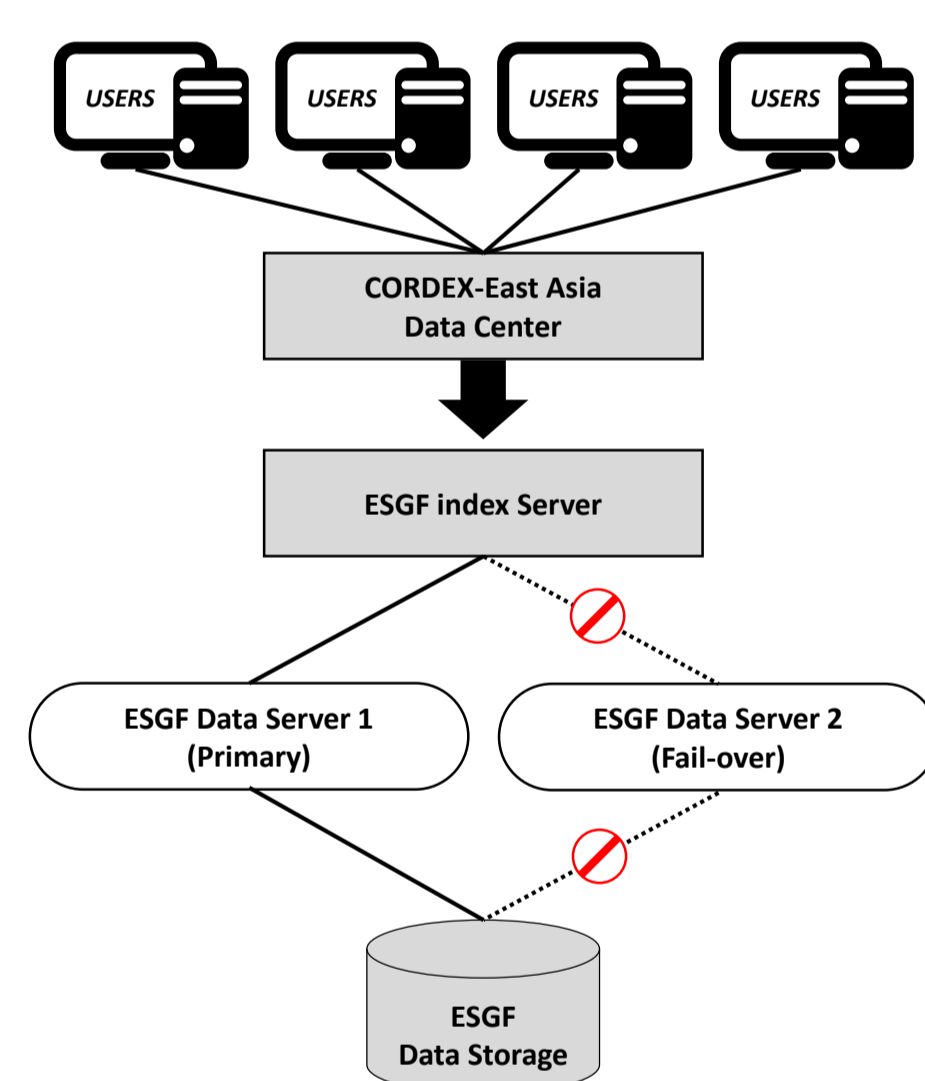 USERS
USERS
USERS
USERS
CORDEX-East Asia
Data Center
ESGF index Server
ESGF Data Server 1
(Primary)
ESGF Data Server 2
(Fail-over)
ESGF
Data Storage